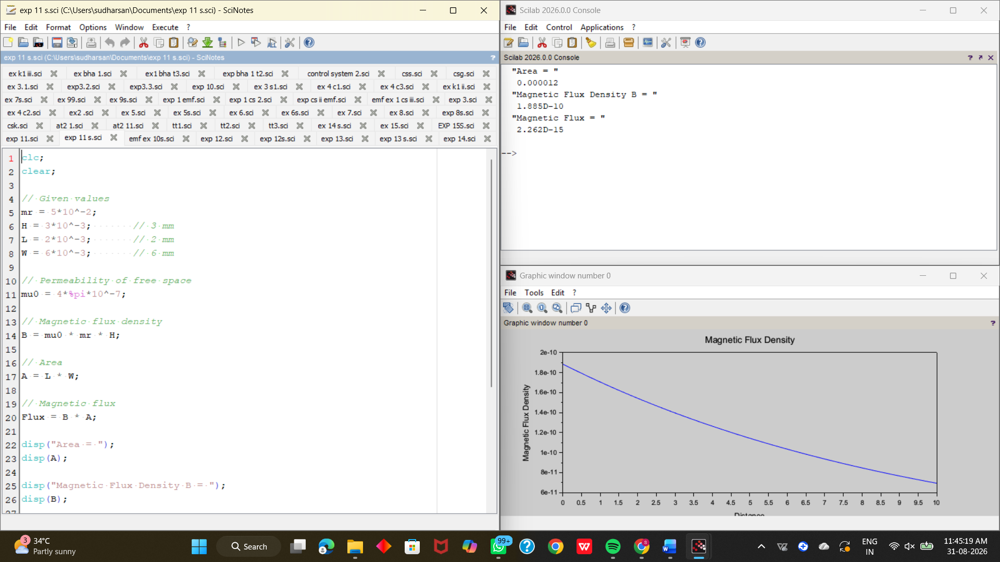 exp 11 s.sci (C:\Users\sudharsan\Documents\exp 11 s.sci) - SciNotes
File Edit Format Options Window Execute ?
exp 11 s.sci (C:\Users\sudharsan\Documents\exp 11 s.sci) - SciNotes ?
ex k1 iii.sci ex bha 1.sci ex1 bha t3.sci exp bha 1 t2.sci control system 2.sci css.sci csg.sci
ex 3.1.sci exp3.2.sci exp3.3.sci exp 10.sci ex 3 s1.sci ex 4 c1.sci ex 4 c3.sci ex k1 ii.sci
ex 7s.sci ex 99.sci ex 9s.sci exp 1 emf.sci exp 1 cs 2.sci exp cs ii emf.sci emf ex 1 cs iii.sci exp 3.sci
ex 4 c2.sci ex2 .sci ex 5.sci ex 5s.sci ex 6.sci ex 6s.sci ex 7.sci ex 8.sci exp 8s.sci
csk.sci at2 1.sci at2 11.sci tt1.sci tt2.sci tt3.sci ex 14 s.sci ex 15.sci EXP 15S.sci
exp 11.sci exp 11 s.sci emf ex 10s.sci exp 12.sci exp 12s.sci exp 13.sci exp 13 s.sci exp 14.sci
1 clc;
2 clear;
3
4 // Given values
5 mr = 5*10^-2;
6 H = 3*10^-3; // 3 mm
7 L = 2*10^-3; // 2 mm
8 W = 6*10^-3; // 6 mm
9
10 // Permeability of free space
11 mu0 = 4*%pi*10^-7;
12
13 // Magnetic flux density
14 B = mu0 * mr * H;
15
16 // Area
17 A = L * W;
18
19 // Magnetic flux
20 Flux = B * A;
21
22 disp("Area = ");
23 disp(A);
24
25 disp("Magnetic Flux Density B = ");
26 disp(B);
27
Scilab 2026.0.0 Console
File Edit Control Applications ?
Scilab 2026.0.0 Console ?
"Area = "
0.000012
"Magnetic Flux Density B = "
1.885D-10
"Magnetic Flux = "
2.262D-15
-->
Graphic window number 0
File Tools Edit ?
Graphic window number 0 ?
Magnetic Flux Density
2e-10
1.8e-10
1.6e-10
1.4e-10
1.2e-10
1e-10
8e-11
6e-11
Magnetic Flux Density
0 0.5 1 1.5 2 2.5 3 3.5 4 4.5 5 5.5 6 6.5 7 7.5 8 8.5 9 9.5 10
Distance
3
34°C
Partly sunny
Search
99+
ENG
IN
11:45:19 AM
31-08-2026